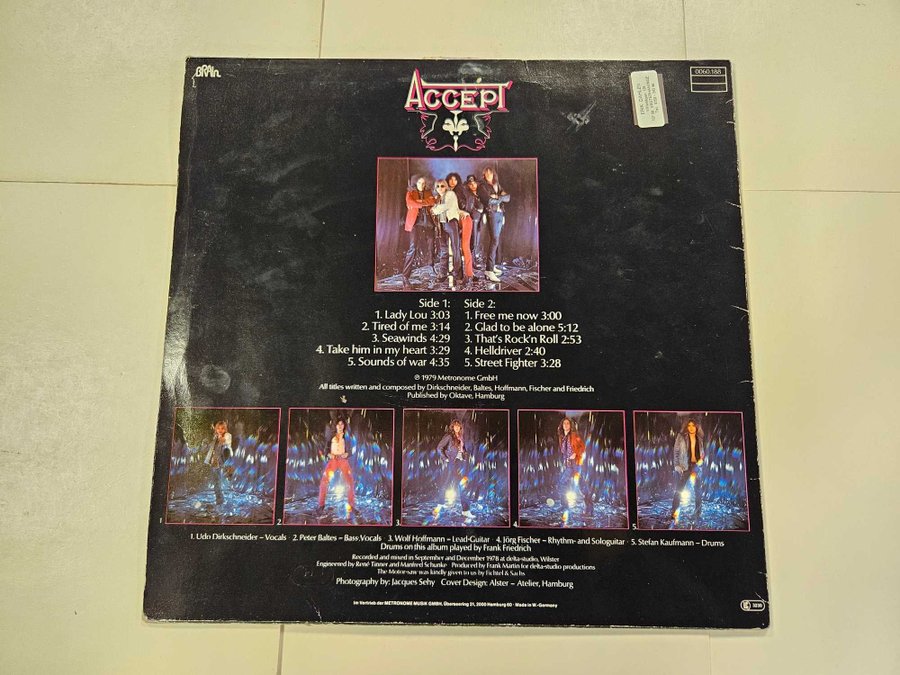 BRAIN
0060.188
ACCEPT
Side 1:
1. Lady Lou 3:03
2. Tired of me 3:14
3. Seawinds 4:29
4. Take him in my heart 3:29
5. Sounds of war 4:35
Side 2:
1. Free me now 3:00
2. Glad to be alone 5:12
3. That's Rock'n Roll 2:53
4. Helldriver 2:40
5. Street Fighter 3:28
℗ 1979 Metronome GmbH
All titles written and composed by Dirkschneider, Baltes, Hoffmann, Fischer and Friedrich
Published by Oktave, Hamburg
1
2
3.
4.
5.
1. Udo Dirkschneider – Vocals 2. Peter Baltes – Bass, Vocals 3. Wolf Hoffmann – Lead-Guitar · 4. Jörg Fischer – Rhythm- and Sologuitar · 5. Stefan Kaufmann – Drums
Drums on this album played by Frank Friedrich
Recorded and mixed in September and December 1978 at delta-studio, Wilster
Engineered by René Tinner and Manfred Schunke Produced by Frank Martin for delta-studio productions
The Motor-saw was kindly given to us by Fichtel & Sachs
Photography by: Jacques Sehy Cover Design: Alster – Atelier, Hamburg
Im Vertrieb der METRONOME MUSIK GMBH, Überseering 21, 2000 Hamburg 60 · Made in W.-Germany
LC 3036